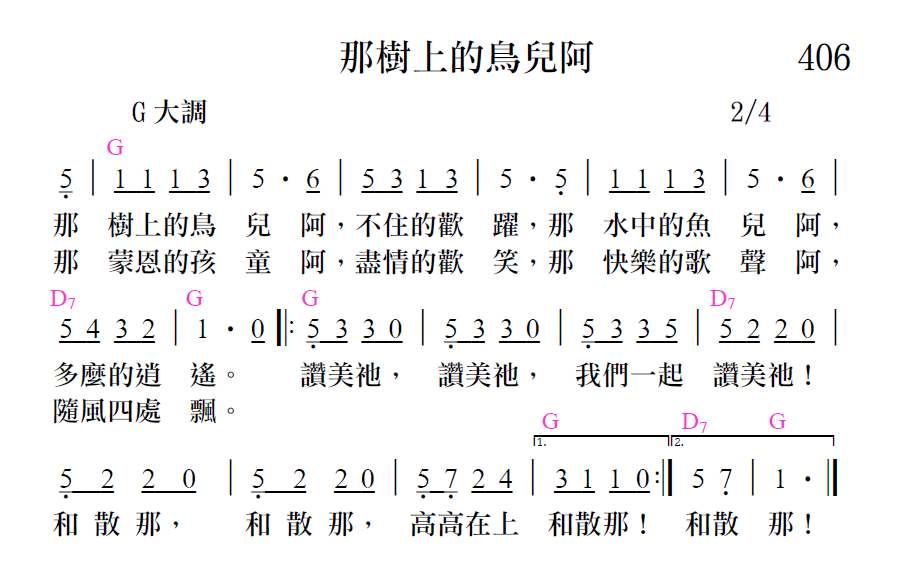 那樹上的鳥兒阿 406
G 大調 2/4
G
5 | 1 1 1 3 | 5 · 6 | 5 3 1 3 | 5 · 5 | 1 1 1 3 | 5 · 6 |
那 樹上的鳥 兒 阿，不住的歡 躍，那 水中的魚 兒 阿，
那 蒙恩的孩 童 阿，盡情的歡 笑，那 快樂的歌 聲 阿，
D7 G G D7
5 4 3 2 | 1 · 0 ‖: 5 3 3 0 | 5 3 3 0 | 5 3 3 5 | 5 2 2 0 |
多麼的逍 遙。 讚美祂， 讚美祂， 我們一起 讚美祂！
隨風四處 飄。
G D7 G
1. 2.
5 2 2 0 | 5 2 2 0 | 5 7 2 4 | 3 1 1 0 :‖ 5 7 | 1 · ‖
和 散 那， 和 散 那， 高高在上 和散那！ 和散 那！